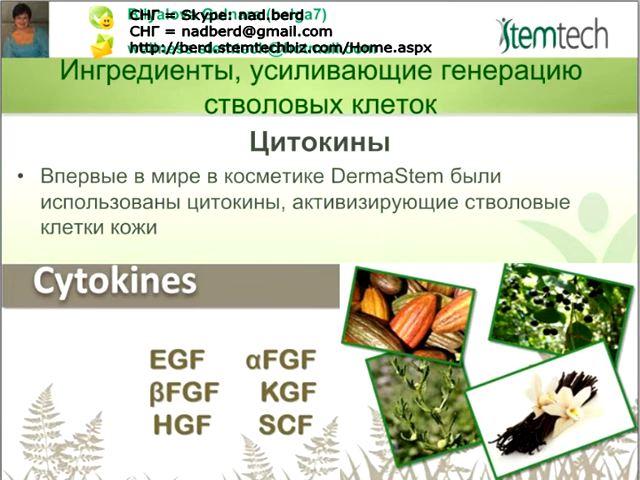 СНГ = Skype: nad.berg
СНГ = nadberd@gmail.com
http://berd.stemtechbiz.com/Home.aspx
Stemtech
Ингредиенты, усиливающие генерацию
стволовых клеток
Цитокины
• Впервые в мире в косметике DermaStem были
использованы цитокины, активизирующие стволовые
клетки кожи
Cytokines
EGF αFGF
βFGF KGF
HGF SCF